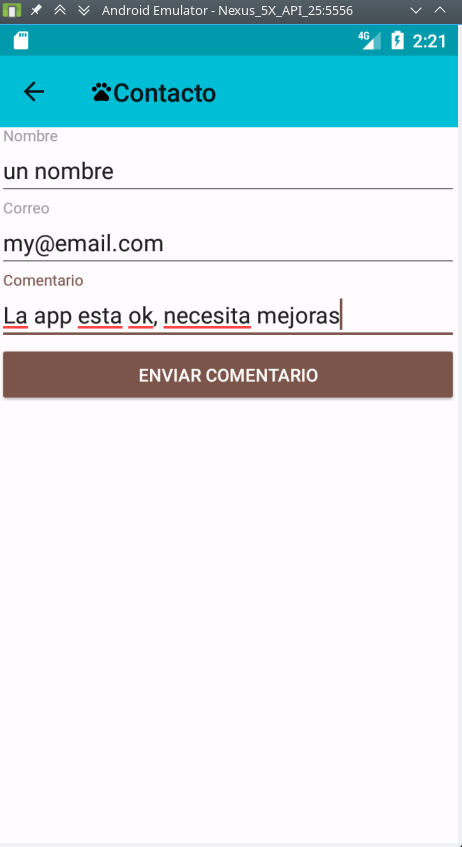 Android Emulator - Nexus_5X_API_25:5556
4G 2:21
Contacto
Nombre
un nombre
Correo
my@email.com
Comentario
La app esta ok, necesita mejoras
ENVIAR COMENTARIO